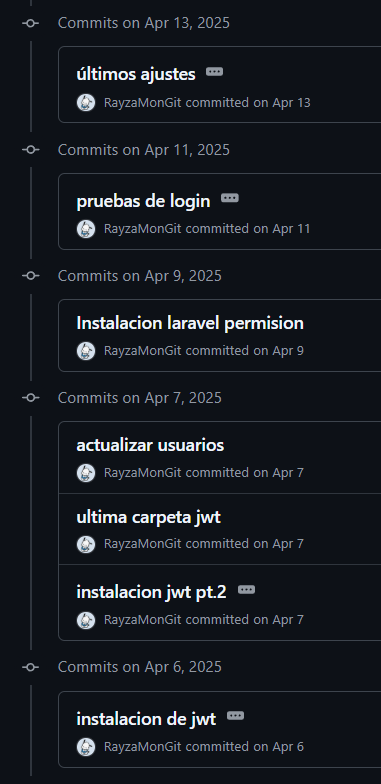 Commits on Apr 13, 2025
últimos ajustes
RayzaMonGit committed on Apr 13
Commits on Apr 11, 2025
pruebas de login
RayzaMonGit committed on Apr 11
Commits on Apr 9, 2025
Instalacion laravel permision
RayzaMonGit committed on Apr 9
Commits on Apr 7, 2025
actualizar usuarios
RayzaMonGit committed on Apr 7
ultima carpeta jwt
RayzaMonGit committed on Apr 7
instalacion jwt pt.2
RayzaMonGit committed on Apr 7
Commits on Apr 6, 2025
instalacion de jwt
RayzaMonGit committed on Apr 6